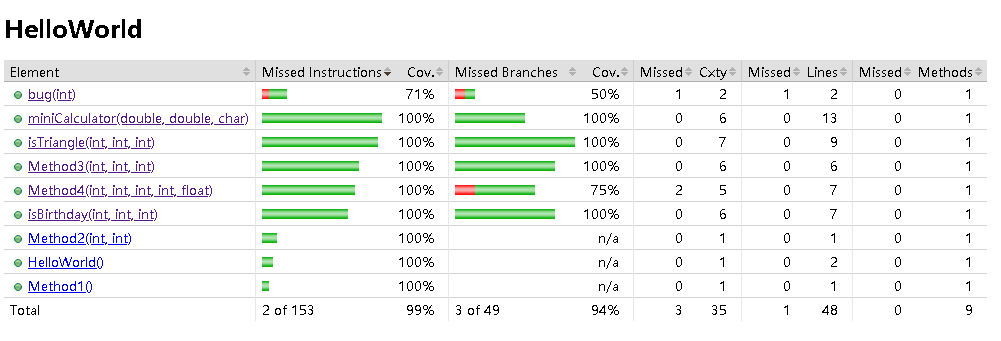 HelloWorld
Element Missed Instructions Cov. Missed Branches Cov. Missed Cxty Missed Lines Missed Methods
bug(int) 71% 50% 1 2 1 2 0 1
miniCalculator(double, double, char) 100% 100% 0 6 0 13 0 1
isTriangle(int, int, int) 100% 100% 0 7 0 9 0 1
Method3(int, int, int) 100% 100% 0 6 0 6 0 1
Method4(int, int, int, int, float) 100% 75% 2 5 0 7 0 1
isBirthday(int, int, int) 100% 100% 0 6 0 7 0 1
Method2(int, int) 100% n/a 0 1 0 1 0 1
HelloWorld() 100% n/a 0 1 0 2 0 1
Method1() 100% n/a 0 1 0 1 0 1
Total 2 of 153 99% 3 of 49 94% 3 35 1 48 0 9